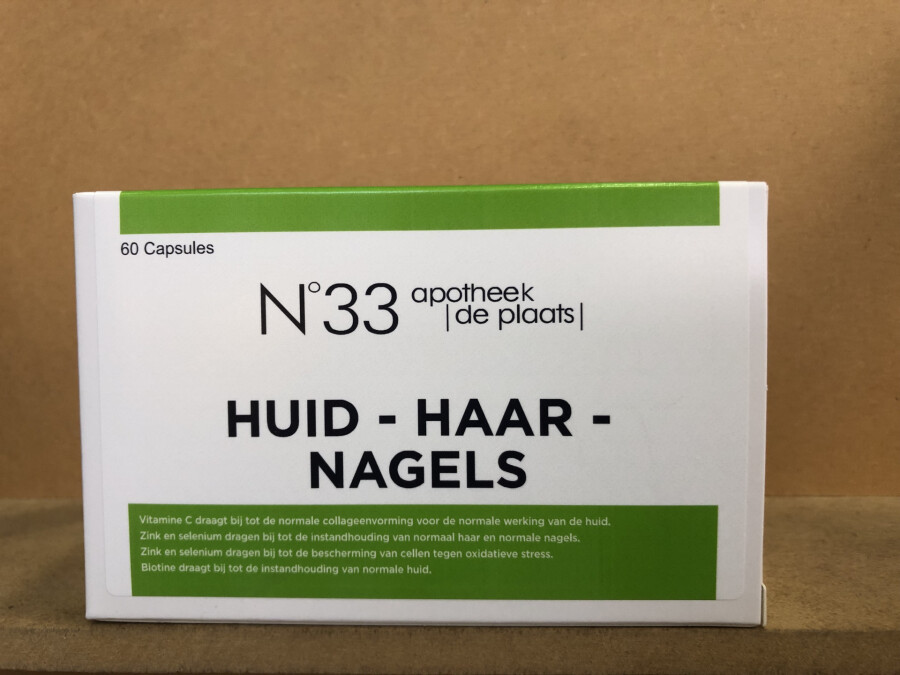 60 Capsules
N°33 apotheek
|de plaats|
HUID - HAAR -
NAGELS
Vitamine C draagt bij tot de normale collageenvorming voor de normale werking van de huid.
Zink en selenium dragen bij tot de instandhouding van normaal haar en normale nagels.
Zink en selenium dragen bij tot de bescherming van cellen tegen oxidatieve stress.
Biotine draagt bij tot de instandhouding van normale huid.